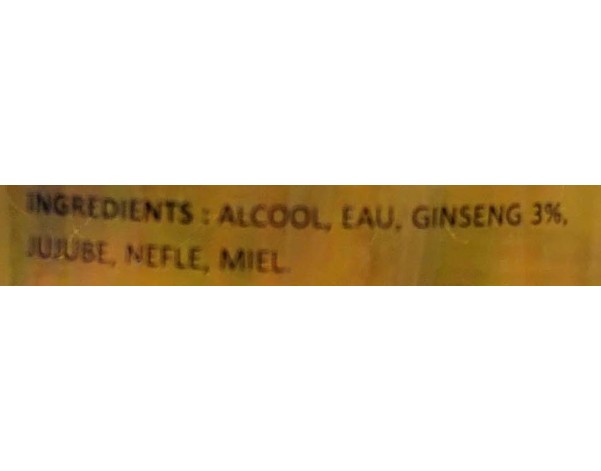 INGREDIENTS : ALCOOL, EAU, GINSENG 3%,
JUJUBE, NEFLE, MIEL.